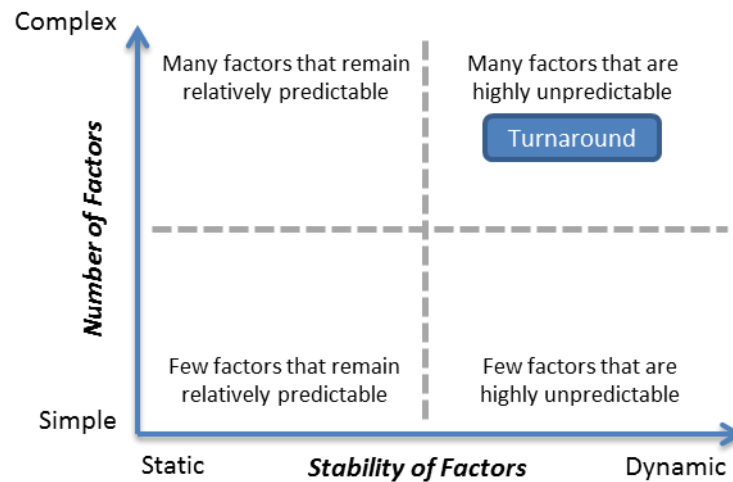 Complex
Many factors that remain
relatively predictable
Many factors that are
highly unpredictable
Turnaround
Number of Factors
Few factors that remain
relatively predictable
Few factors that are
highly unpredictable
Simple
Static
Stability of Factors
Dynamic